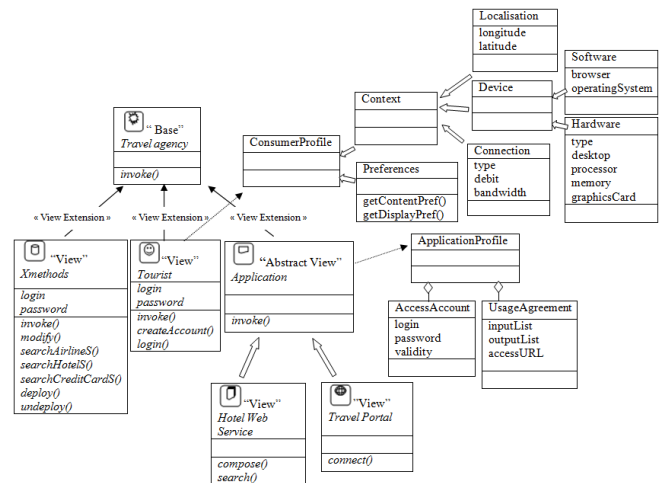 Localisation
longitude
latitude
Software
browser
operatingSystem
Device
Context
Hardware
type
desktop
processor
memory
graphicsCard
“ Base”
Travel agency
invoke()
ConsumerProfile
Connection
type
debit
bandwidth
Preferences
getContentPref()
getDisplayPref()
« View Extension »
« View Extension »
« View Extension »
“View”
Xmethods
login
password
invoke()
modify()
searchAirlineS()
searchHotelS()
searchCreditCardS()
deploy()
undeploy()
“View”
Tourist
login
password
invoke()
createAccount()
login()
“Abstract View”
Application
invoke()
ApplicationProfile
AccessAccount
login
password
validity
UsageAgreement
inputList
outputList
accessURL
“View”
Hotel Web
Service
compose()
search()
”View”
Travel Portal
connect()